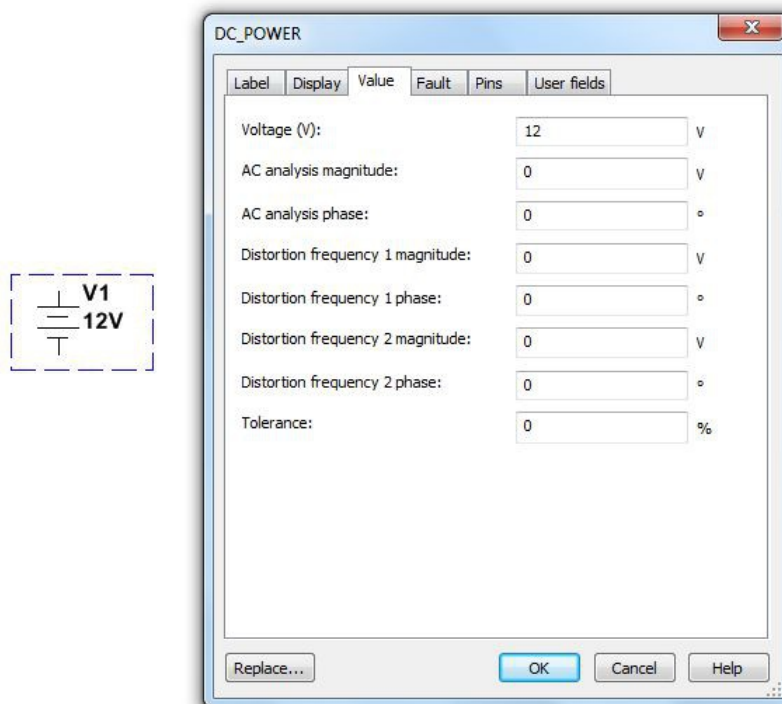 DC_POWER
Label Display Value Fault Pins User fields
Voltage (V): 12 V
AC analysis magnitude: 0 V
AC analysis phase: 0 °
Distortion frequency 1 magnitude: 0 V
Distortion frequency 1 phase: 0 °
Distortion frequency 2 magnitude: 0 V
Distortion frequency 2 phase: 0 °
Tolerance: 0 %
Replace... OK Cancel Help
V1
12V